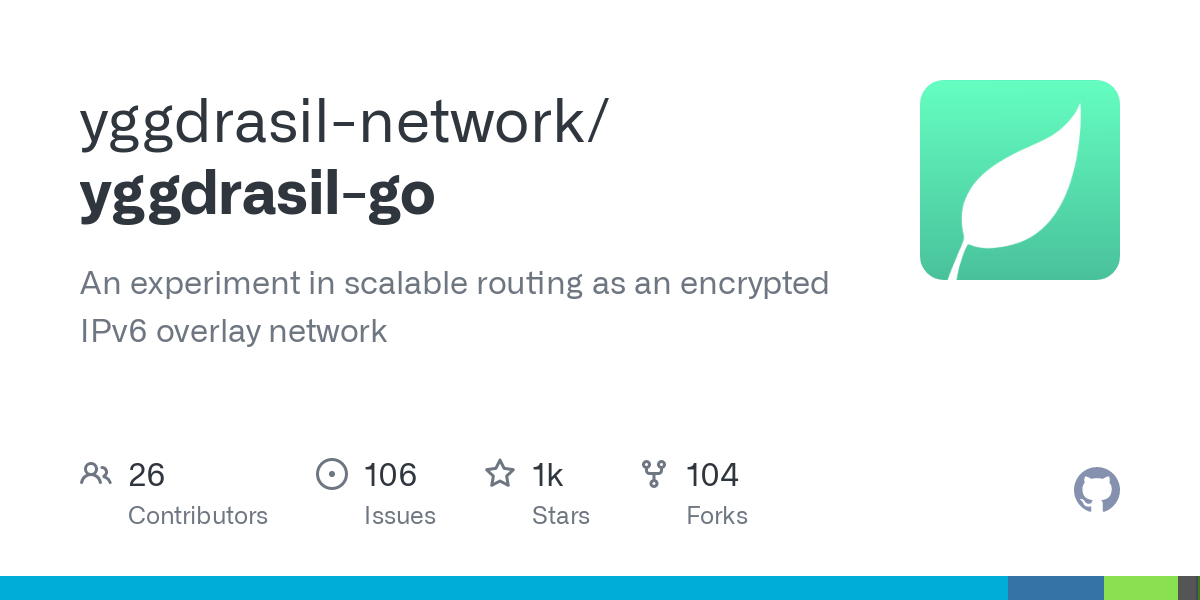 yggdrasil-network/
yggdrasil-go
An experiment in scalable routing as an encrypted
IPv6 overlay network
26
Contributors
106
Issues
1k
Stars
104
Forks